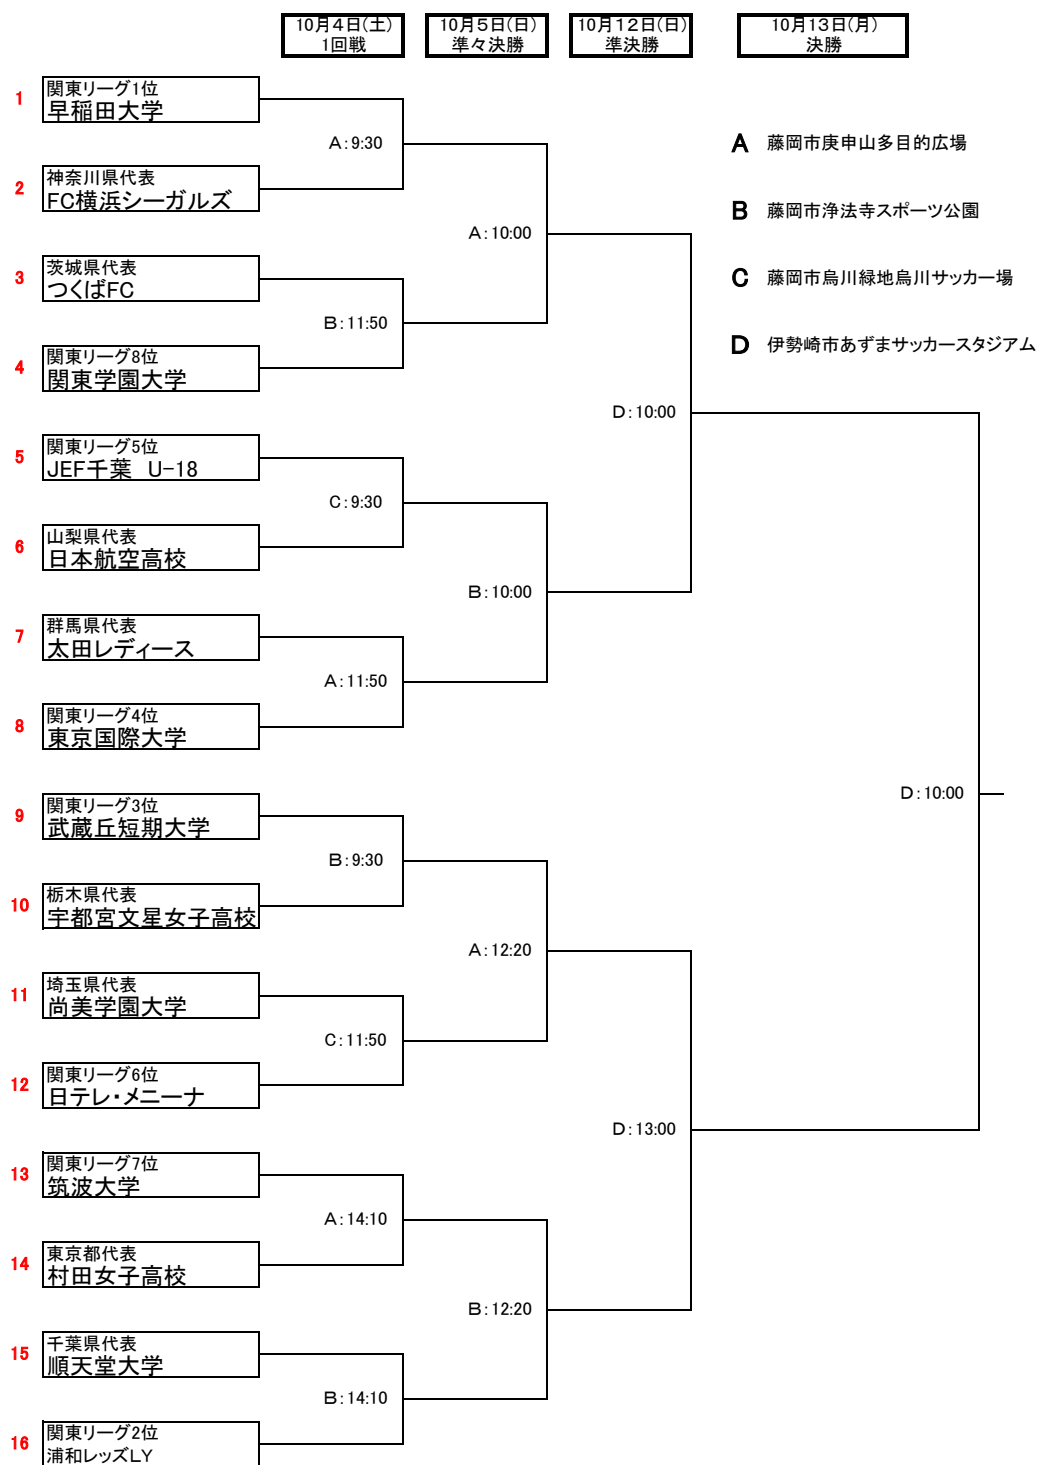 10月4日(土)
1回戦
10月5日(日)
準々決勝
10月12日(日)
準決勝
10月13日(月)
決勝
1
関東リーグ1位
早稲田大学
A:9:30
2
神奈川県代表
FC横浜シーガルズ
A:10:00
3
茨城県代表
つくばFC
B:11:50
4
関東リーグ8位
関東学園大学
D:10:00
5
関東リーグ5位
JEF千葉　U-18
C:9:30
6
山梨県代表
日本航空高校
B:10:00
7
群馬県代表
太田レディース
A:11:50
8
関東リーグ4位
東京国際大学
D:10:00
9
関東リーグ3位
武蔵丘短期大学
B:9:30
10
栃木県代表
宇都宮文星女子高校
A:12:20
11
埼玉県代表
尚美学園大学
C:11:50
12
関東リーグ6位
日テレ・メニーナ
D:13:00
13
関東リーグ7位
筑波大学
A:14:10
14
東京都代表
村田女子高校
B:12:20
15
千葉県代表
順天堂大学
B:14:10
16
関東リーグ2位
浦和レッズLY
A 藤岡市庚申山多目的広場
B 藤岡市浄法寺スポーツ公園
C 藤岡市烏川緑地烏川サッカー場
D 伊勢崎市あずまサッカースタジアム